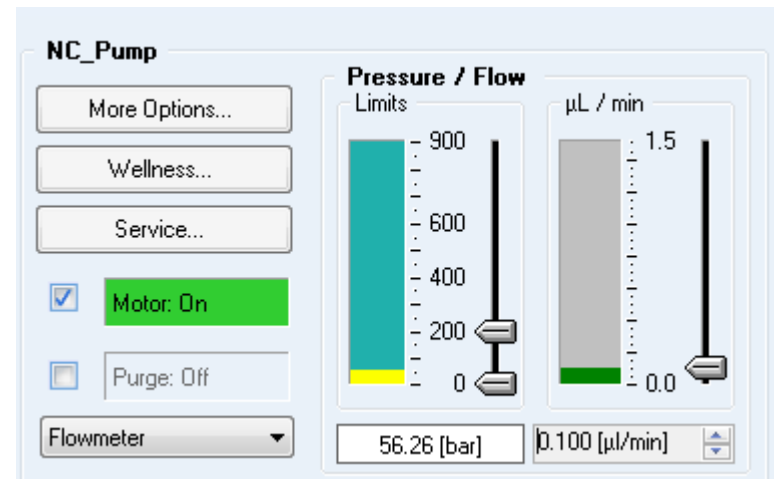 NC_Pump
More Options...
Wellness...
Service...
Motor: On
Purge: Off
Flowmeter
Pressure / Flow
Limits
900
600
400
200
0
56.26 [bar]
µL / min
1.5
0.0
0.100 [µl/min]